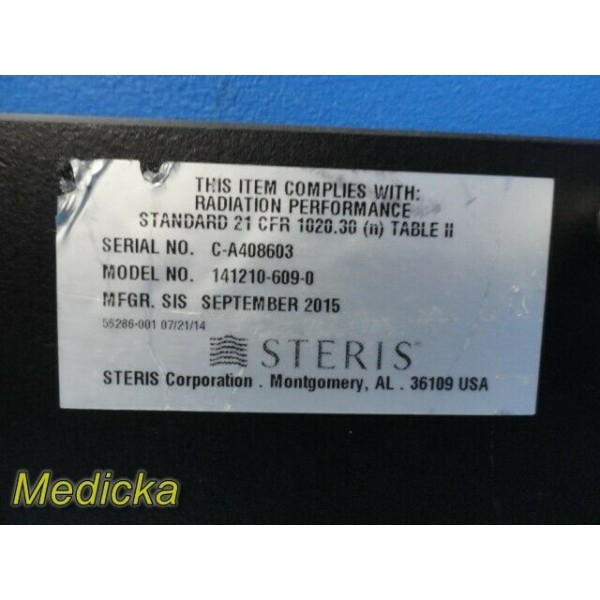 THIS ITEM COMPLIES WITH:
RADIATION PERFORMANCE
STANDARD 21 CFR 1020.30 (n) TABLE II
SERIAL NO. C-A408603
MODEL NO. 141210-609-0
MFGR. SIS SEPTEMBER 2015
55286-001 07/21/14
STERIS
STERIS Corporation . Montgomery, AL . 36109 USA
Medicka